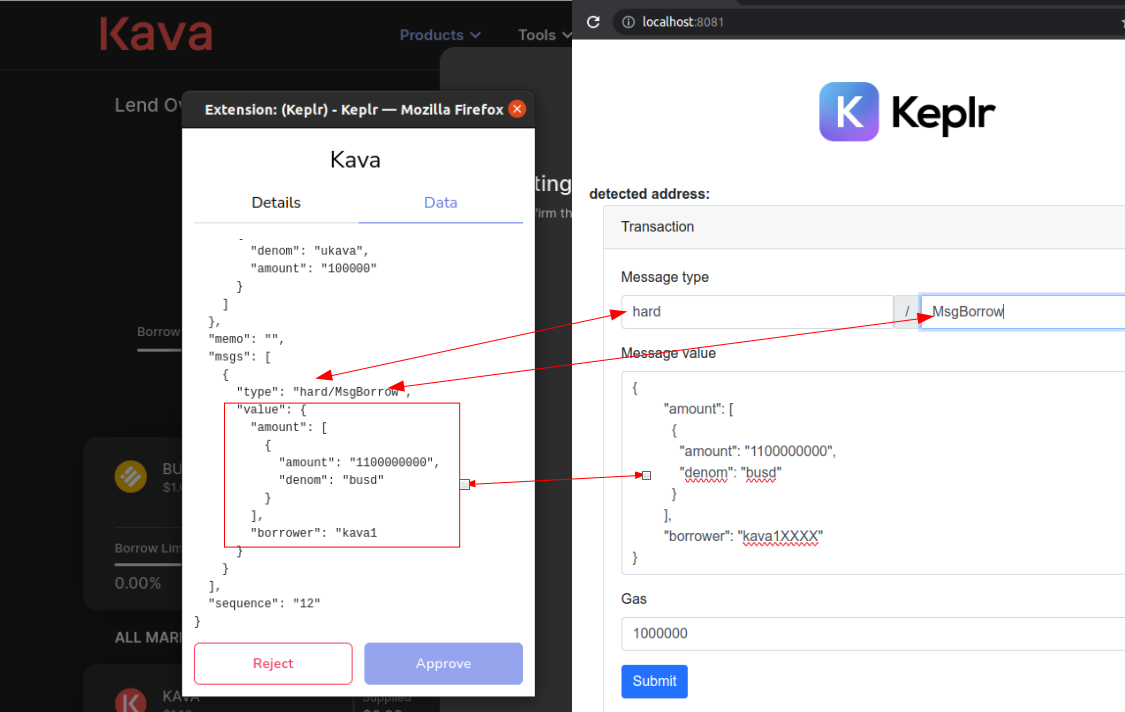 Kava
Products
Tools
Lend Ov
Extension: (Keplr) - Keplr — Mozilla Firefox
Kava
Details
Data
"denom": "ukava",
"amount": "100000"
}
]
},
"memo": "",
"msgs": [
{
"type": "hard/MsgBorrow",
"value": {
"amount": [
{
"amount": "1100000000",
"denom": "busd"
}
],
"borrower": "kava1
}
}
],
"sequence": "12"
}
Reject
Approve
ting
firm th
Borrow
BU
Borrow Lim
0.00%
ALL MAR
KAVA
Supplied
localhost:8081
K Keplr
detected address:
Transaction
Message type
hard / MsgBorrow
Message value
{
"amount": [
{
"amount": "1100000000",
"denom": "busd"
}
],
"borrower": "kava1XXXX"
}
Gas
1000000
Submit